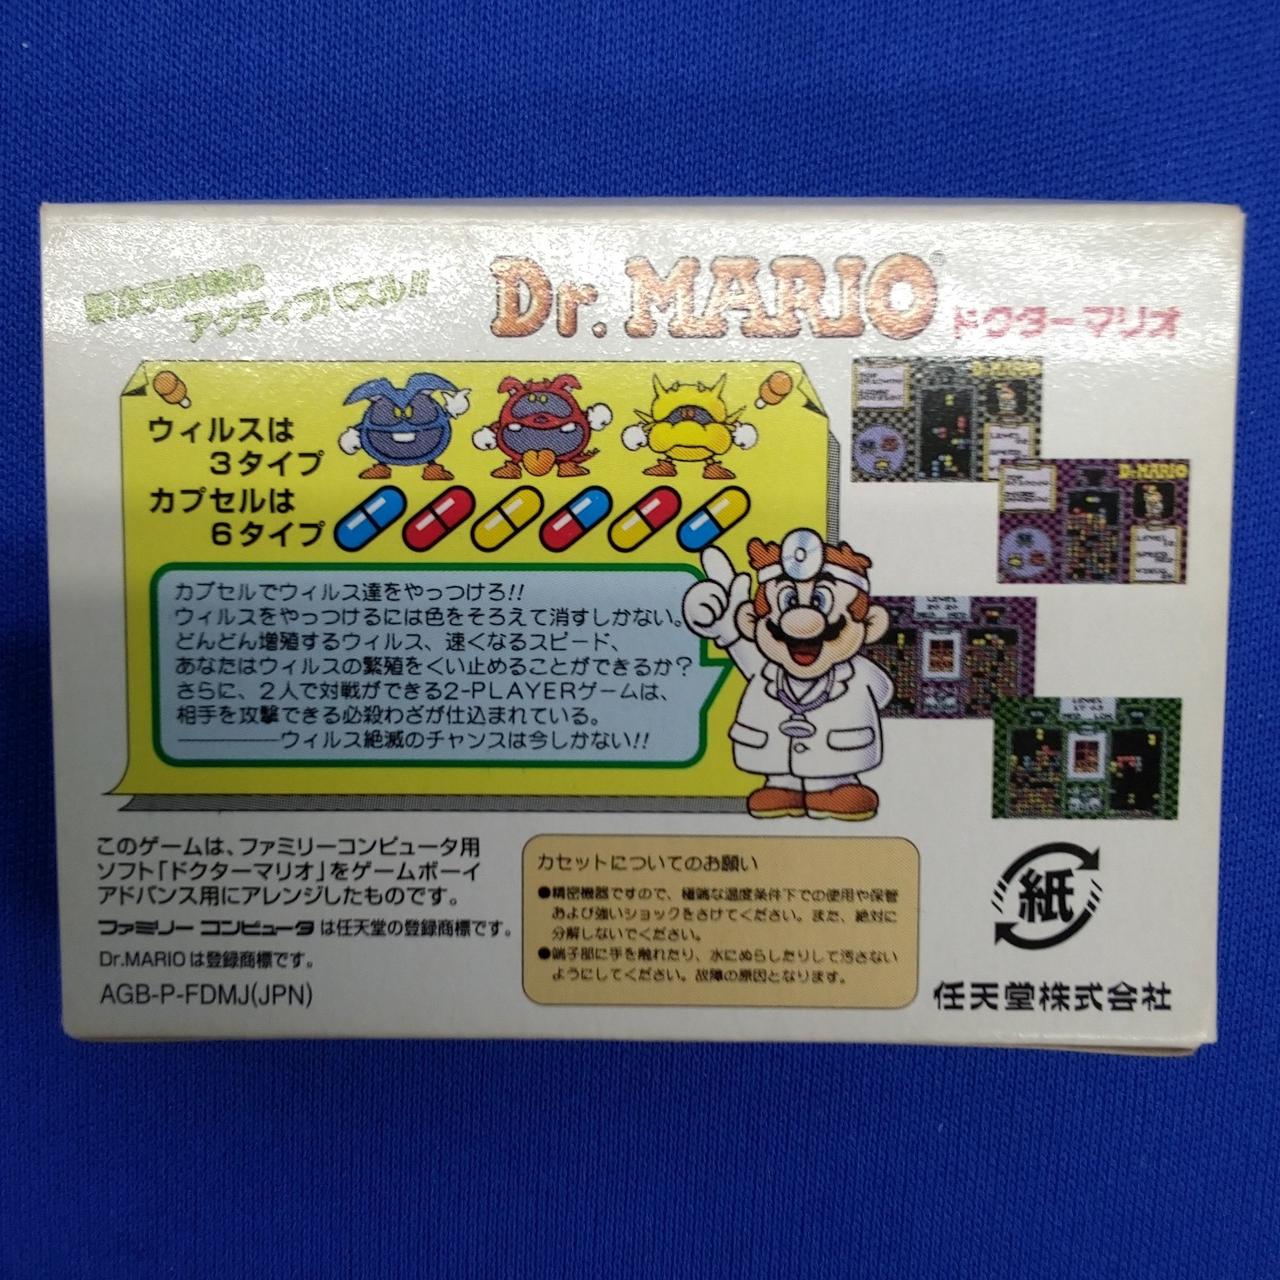 アクティブパズル!!
Dr. MARIO®
ドクターマリオ
ウィルスは
3タイプ
カプセルは
6タイプ
カプセルでウィルス達をやっつけろ!!
ウィルスをやっつけるには色をそろえて消すしかない。
どんどん増殖するウィルス、速くなるスピード、
あなたはウィルスの繁殖をくい止めることができるか?
さらに、2人で対戦ができる2-PLAYERゲームは、
相手を攻撃できる必殺わざが仕込まれている。
――――ウィルス絶滅のチャンスは今しかない!!
Dr.MARIO
Dr.MARIO
LEVEL
LEVEL
このゲームは、ファミリーコンピュータ用
ソフト「ドクターマリオ」をゲームボーイ
アドバンス用にアレンジしたものです。
ファミリーコンピュータは任天堂の登録商標です。
Dr.MARIOは登録商標です。
AGB-P-FDMJ(JPN)
カセットについてのお願い
●精密機器ですので、極端な温度条件下での使用や保管
および強いショックをさけてください。また、絶対に
分解しないでください。
●端子部に手を触れたり、水にぬらしたりして汚さない
ようにしてください。故障の原因となります。
紙
任天堂株式会社